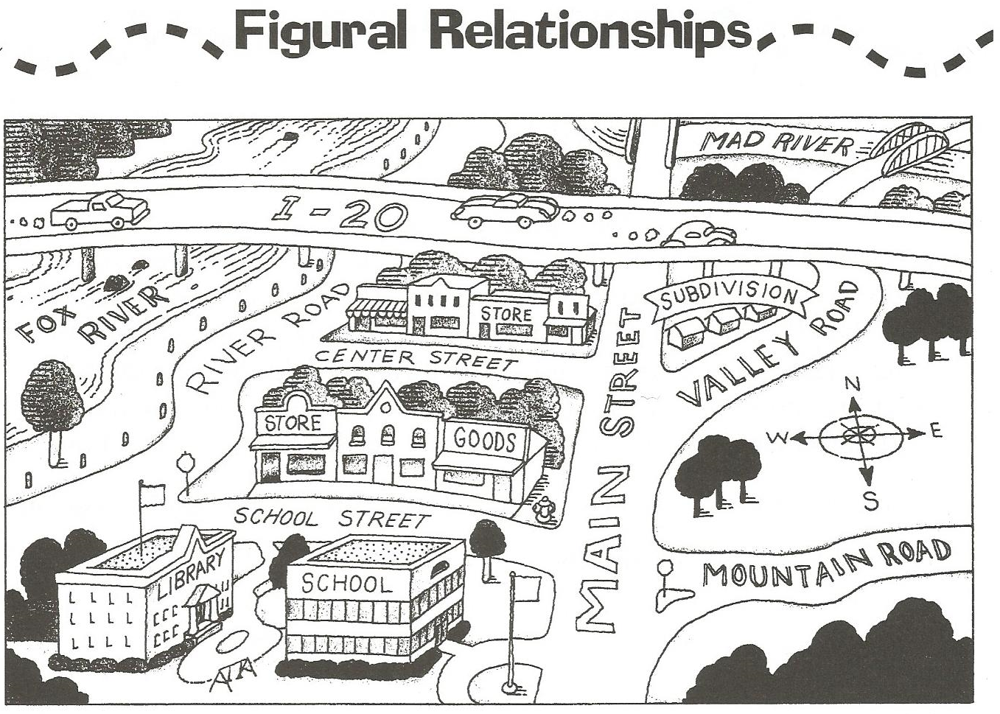 Figural Relationships
MAD RIVER
I-20
SUBDIVISION
FOX
RIVER
RIVER ROAD
STORE
VALLEY ROAD
CENTER STREET
MAIN STREET
STORE
GOODS
N
W
E
S
SCHOOL STREET
LIBRARY
SCHOOL
MOUNTAIN ROAD